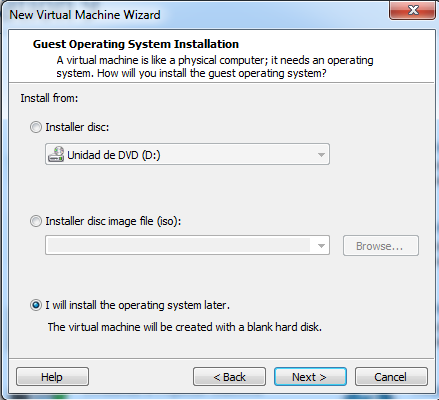 New Virtual Machine Wizard
Guest Operating System Installation
A virtual machine is like a physical computer; it needs an operating
system. How will you install the guest operating system?
Install from:
Installer disc:
Unidad de DVD (D:)
Installer disc image file (iso):
Browse...
I will install the operating system later.
The virtual machine will be created with a blank hard disk.
Help
< Back
Next >
Cancel